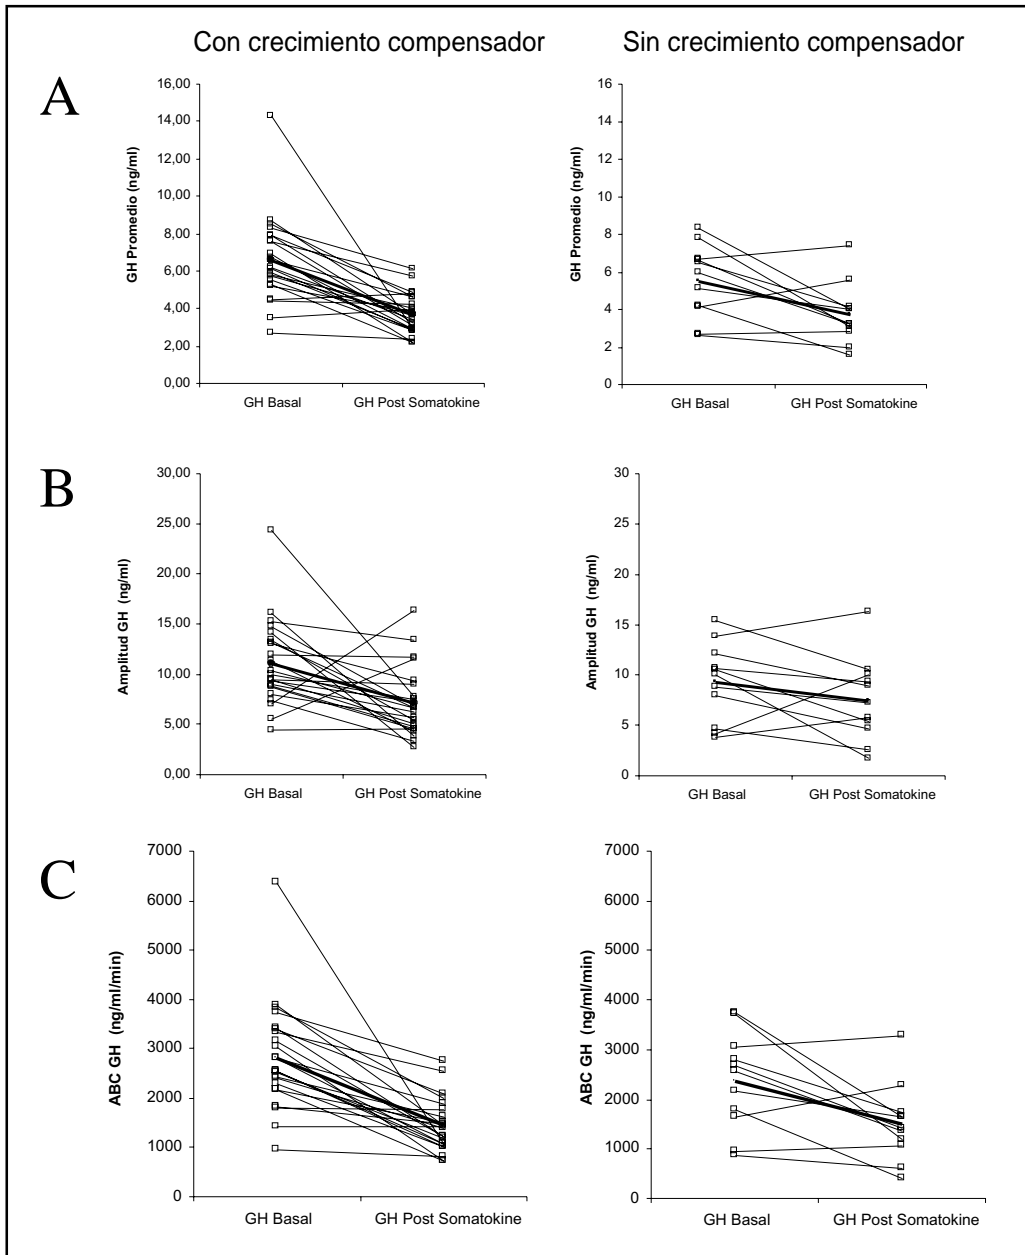 Con crecimiento compensador
Sin crecimiento compensador
A
GH Promedio (ng/ml)
16,00
14,00
12,00
10,00
8,00
6,00
4,00
2,00
0,00
GH Basal GH Post Somatokine
GH Promedio (ng/ml)
16
14
12
10
8
6
4
2
0
GH Basal GH Post Somatokine
B
Amplitud GH (ng/ml)
30,00
25,00
20,00
15,00
10,00
5,00
0,00
GH Basal GH Post Somatokine
Amplitud GH (ng/ml)
30
25
20
15
10
5
0
GH Basal GH Post Somatokine
C
ABC GH (ng/ml/min)
7000
6000
5000
4000
3000
2000
1000
0
GH Basal GH Post Somatokine
ABC GH (ng/ml/min)
7000
6000
5000
4000
3000
2000
1000
0
GH Basal GH Post Somatokine